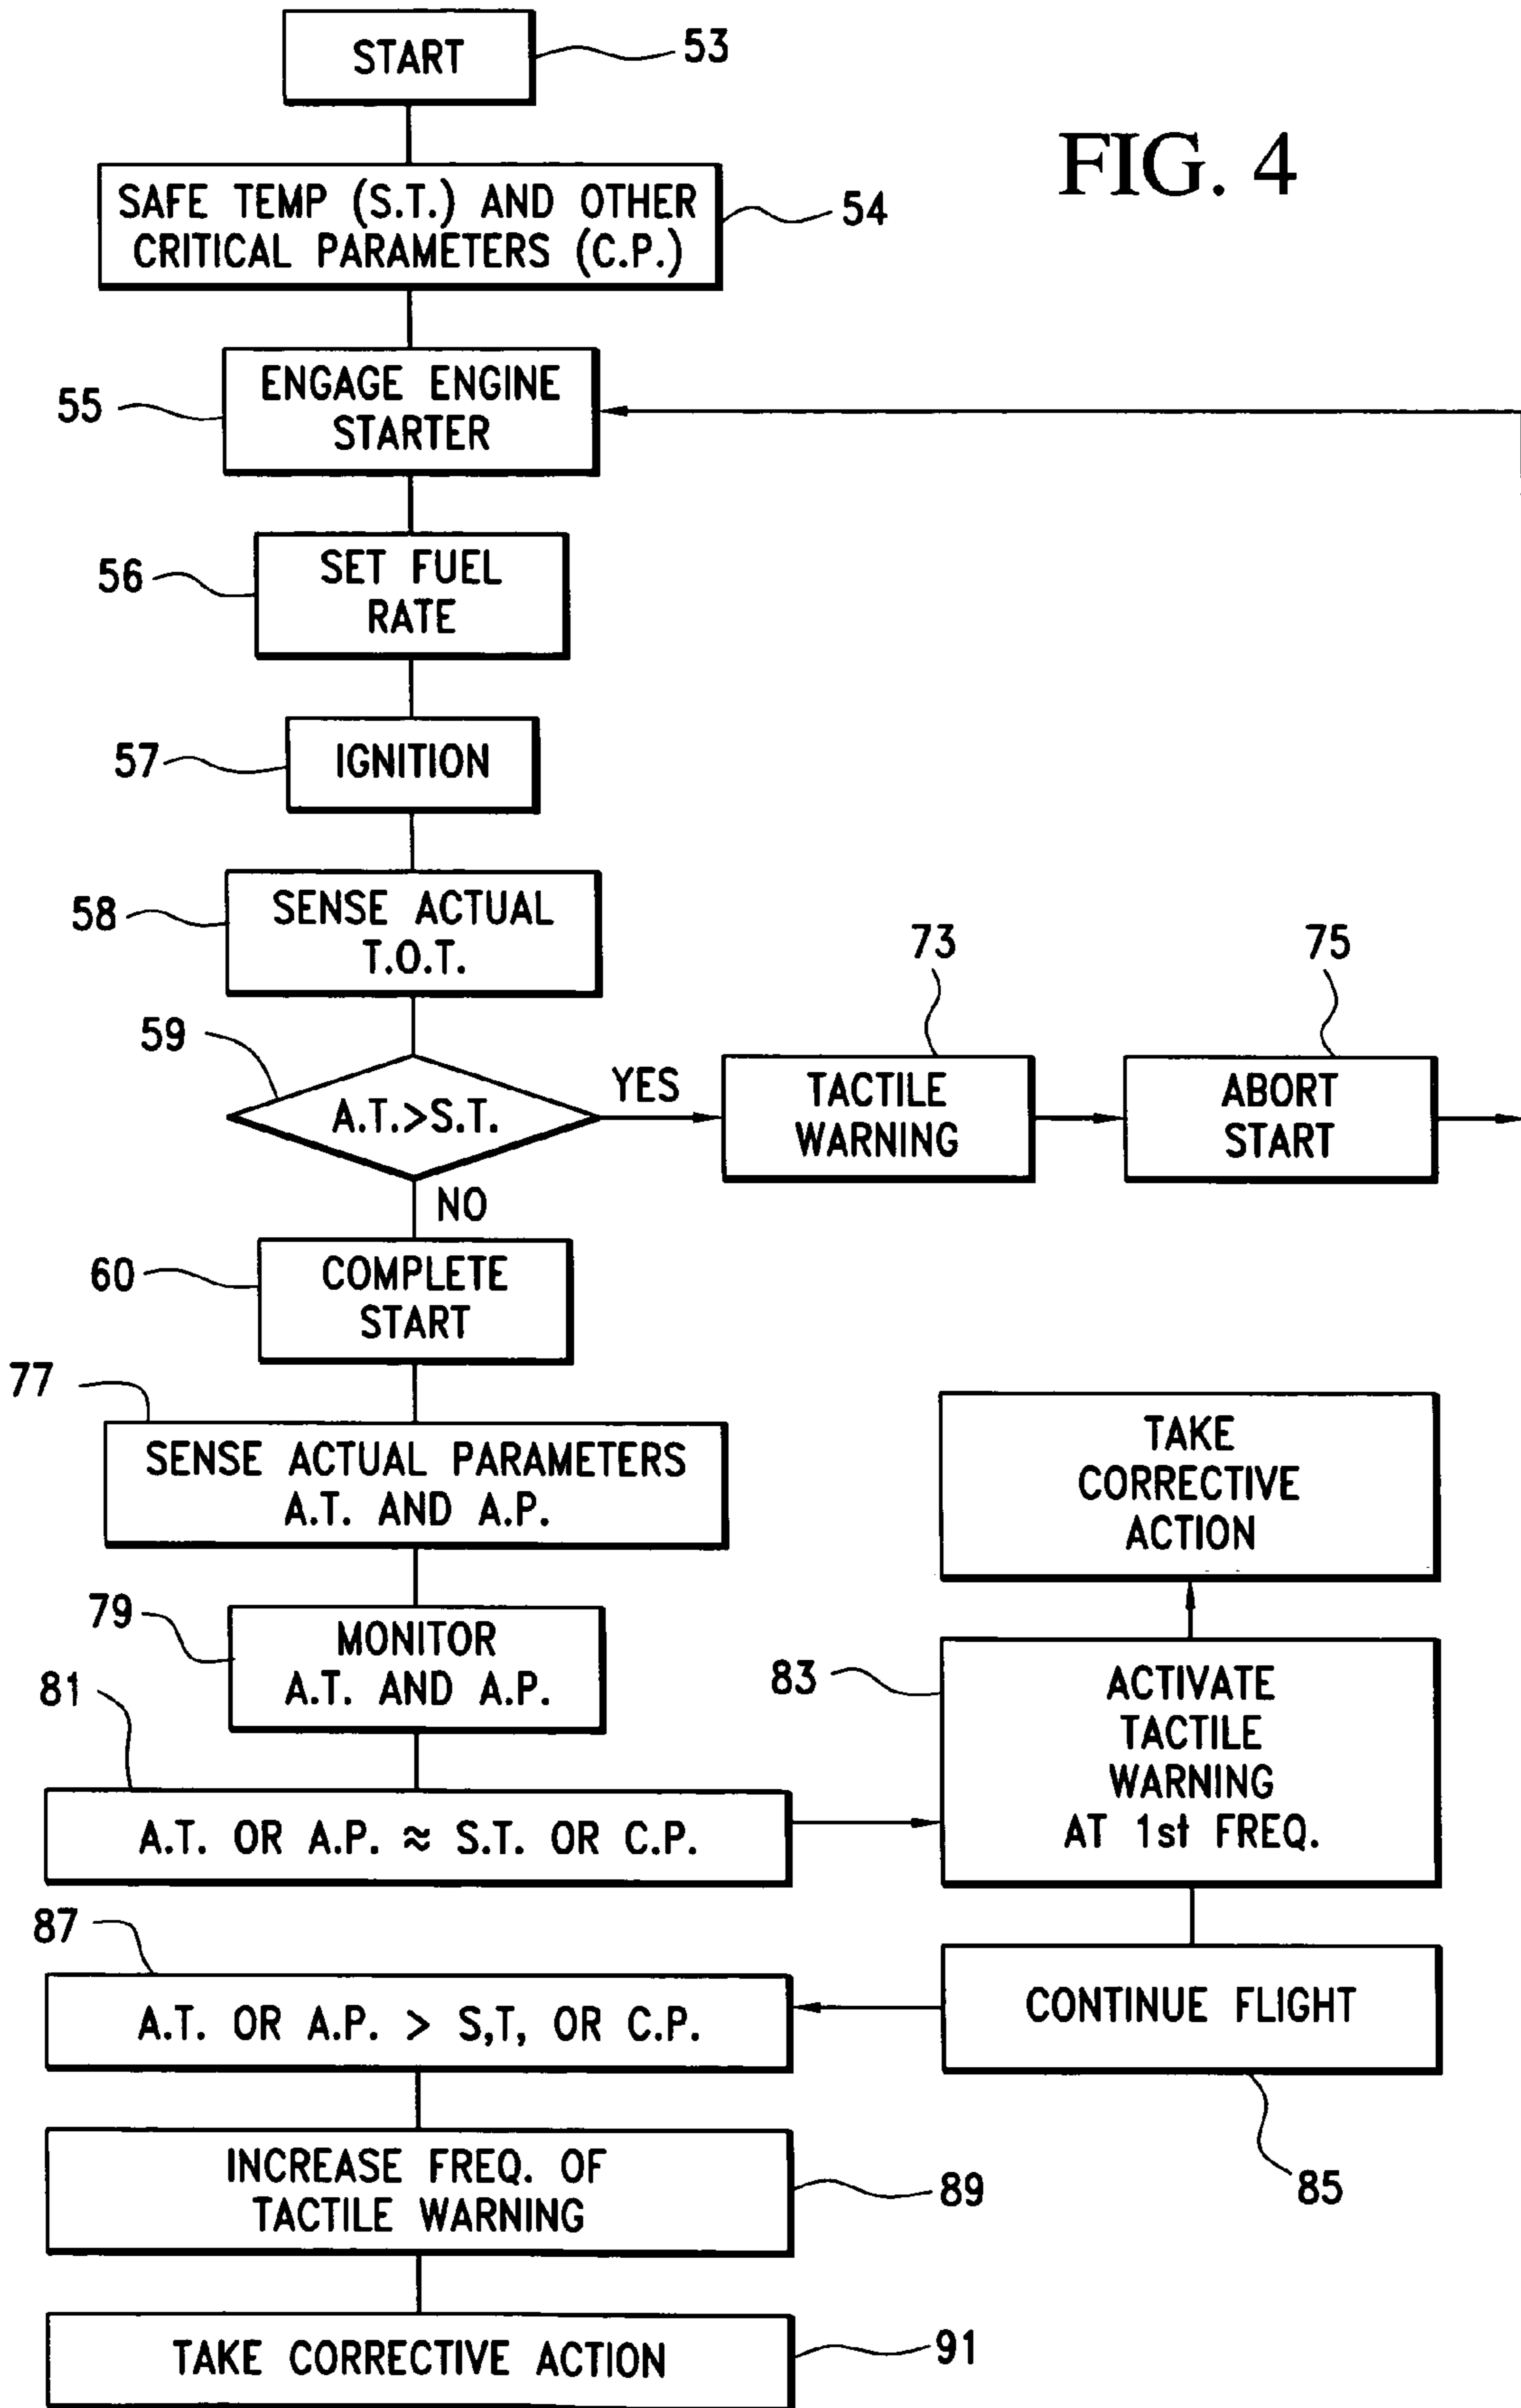 START
53
FIG. 4
SAFE TEMP (S.T.) AND OTHER
CRITICAL PARAMETERS (C.P.)
54
55
ENGAGE ENGINE
STARTER
56
SET FUEL
RATE
57
IGNITION
58
SENSE ACTUAL
T.O.T.
59
A.T.>S.T.
YES
73
TACTILE
WARNING
75
ABORT
START
NO
60
COMPLETE
START
77
SENSE ACTUAL PARAMETERS
A.T. AND A.P.
79
MONITOR
A.T. AND A.P.
81
A.T. OR A.P. ≈ S.T. OR C.P.
TAKE
CORRECTIVE
ACTION
83
ACTIVATE
TACTILE
WARNING
AT 1st FREQ.
CONTINUE FLIGHT
85
87
A.T. OR A.P. > S,T, OR C.P.
INCREASE FREQ. OF
TACTILE WARNING
89
TAKE CORRECTIVE ACTION
91